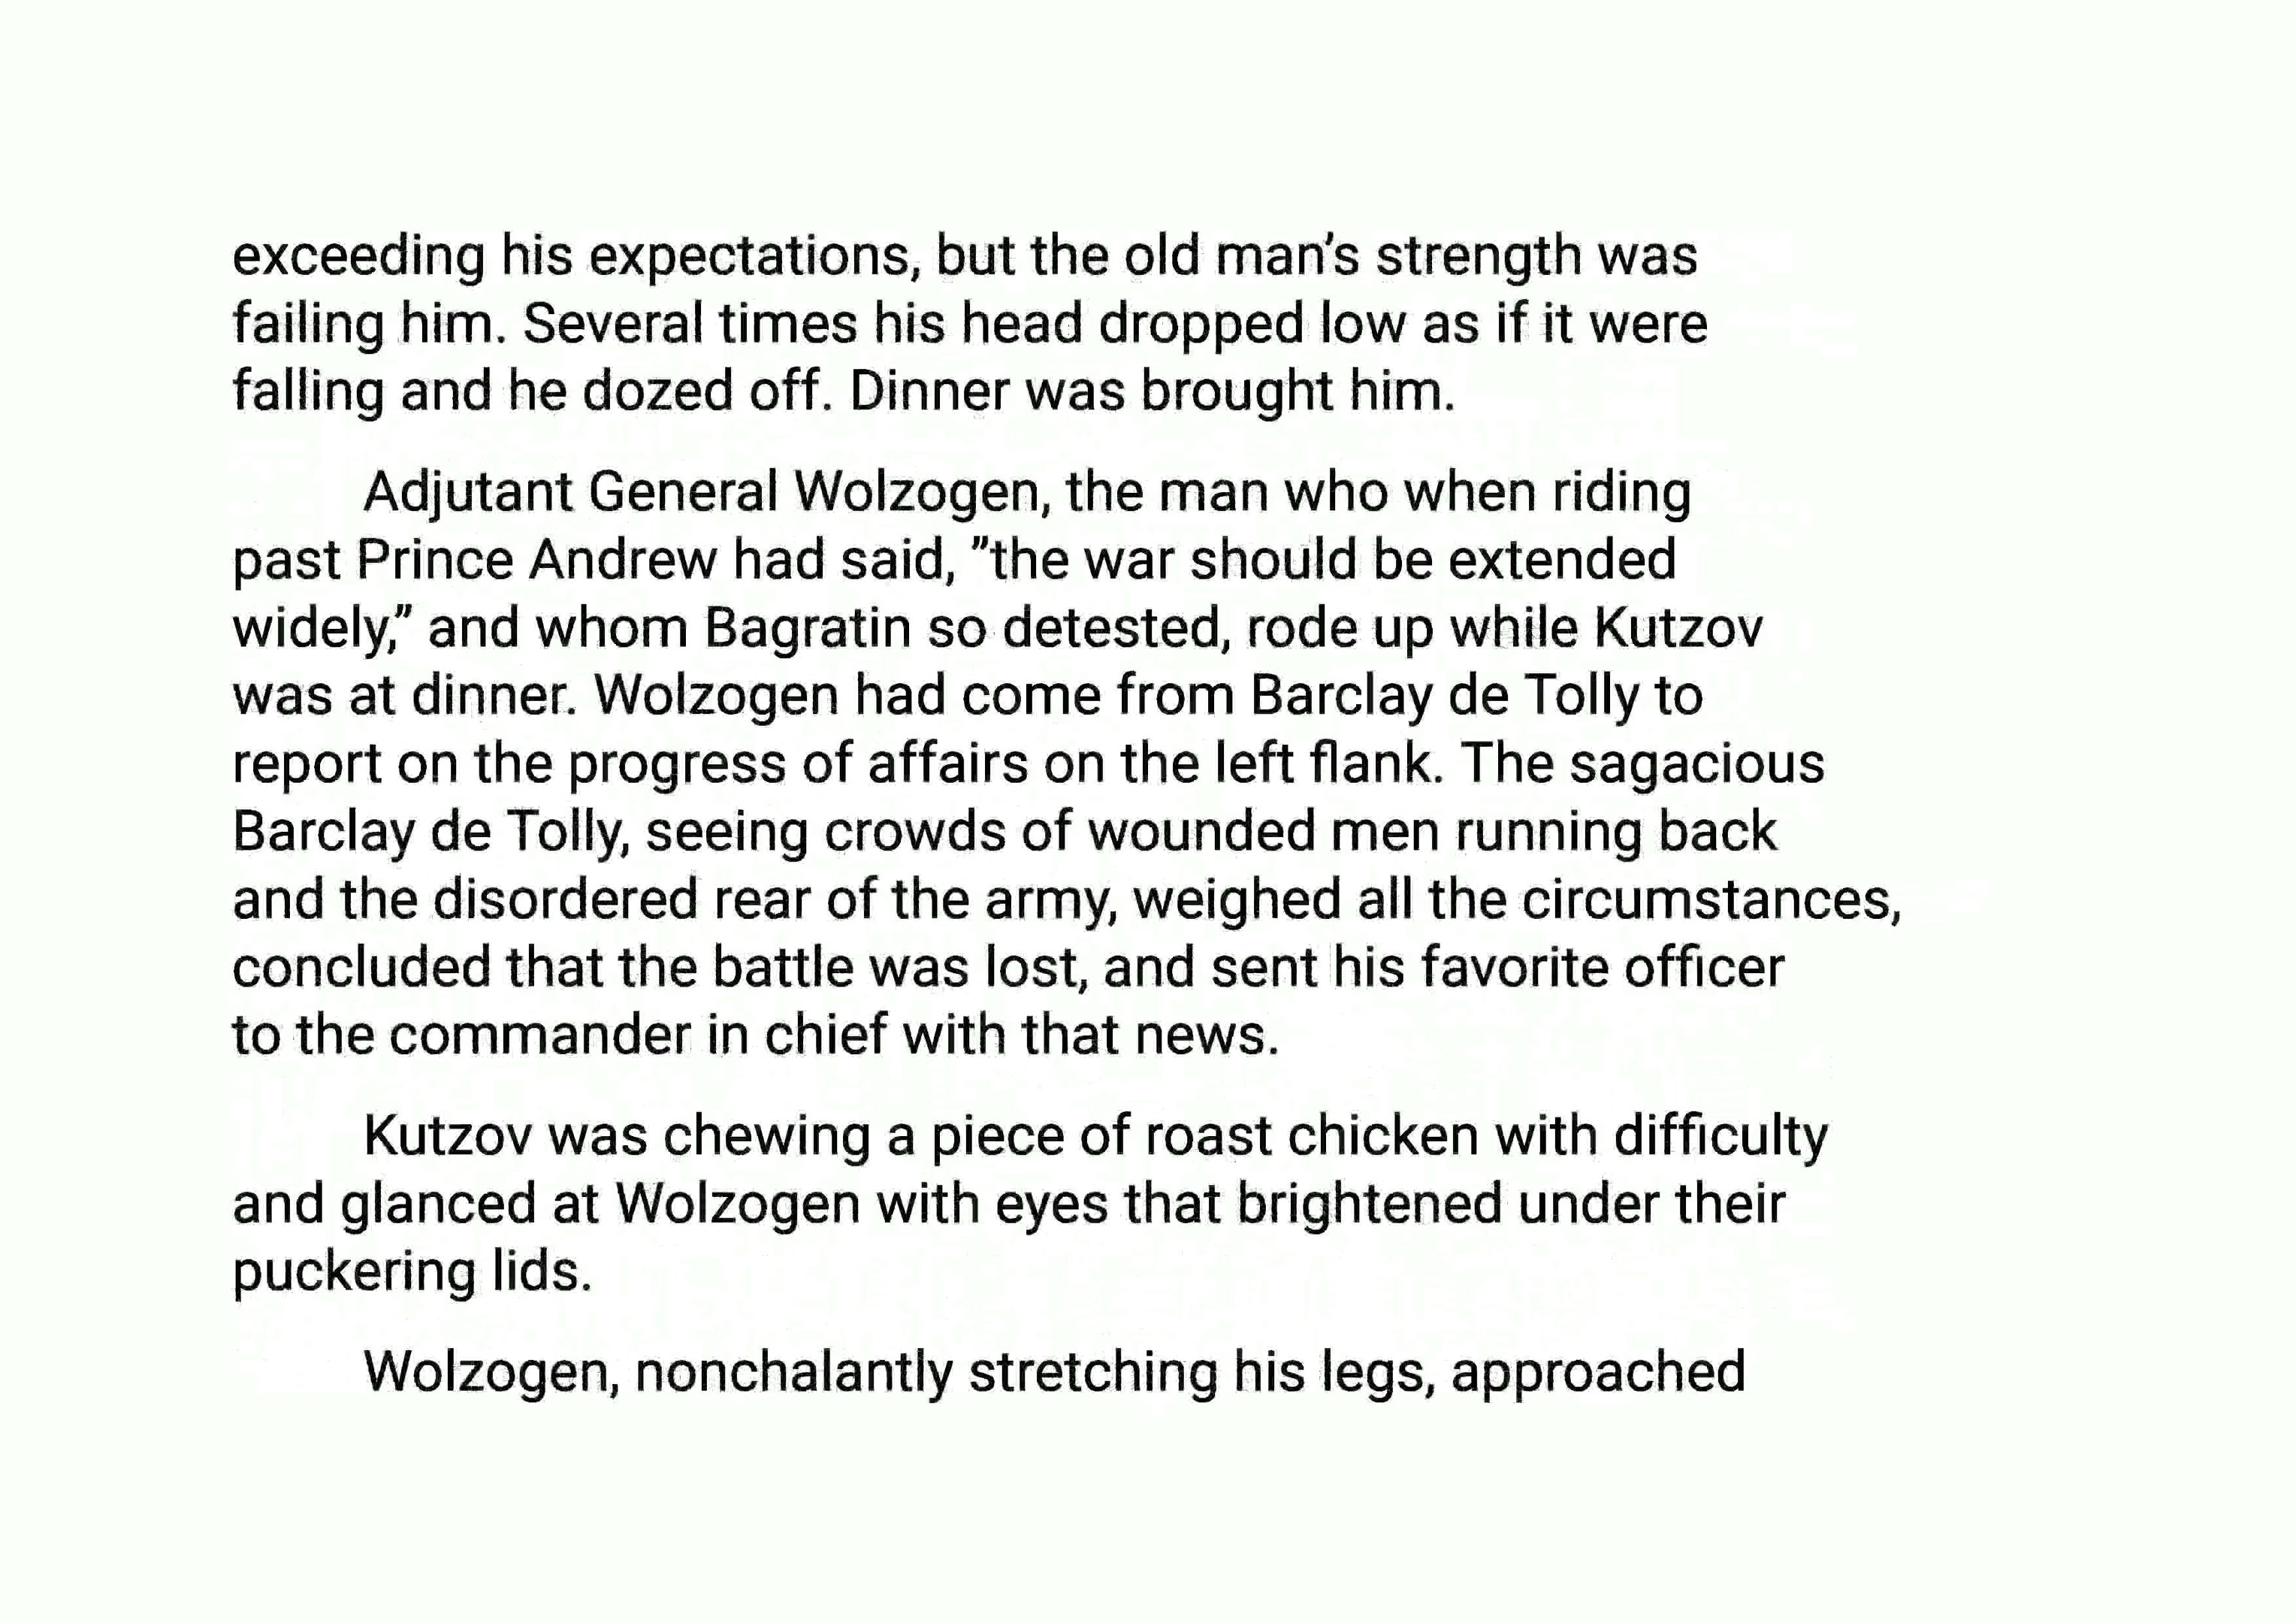 exceeding his expectations, but the old man's strength was
failing him. Several times his head dropped low as if it were
falling and he dozed off. Dinner was brought him.
Adjutant General Wolzogen, the man who when riding
past Prince Andrew had said, "the war should be extended
widely," and whom Bagratin so detested, rode up while Kutzov
was at dinner. Wolzogen had come from Barclay de Tolly to
report on the progress of affairs on the left flank. The sagacious
Barclay de Tolly, seeing crowds of wounded men running back
and the disordered rear of the army, weighed all the circumstances,
concluded that the battle was lost, and sent his favorite officer
to the commander in chief with that news.
Kutzov was chewing a piece of roast chicken with difficulty
and glanced at Wolzogen with eyes that brightened under their
puckering lids.
Wolzogen, nonchalantly stretching his legs, approached